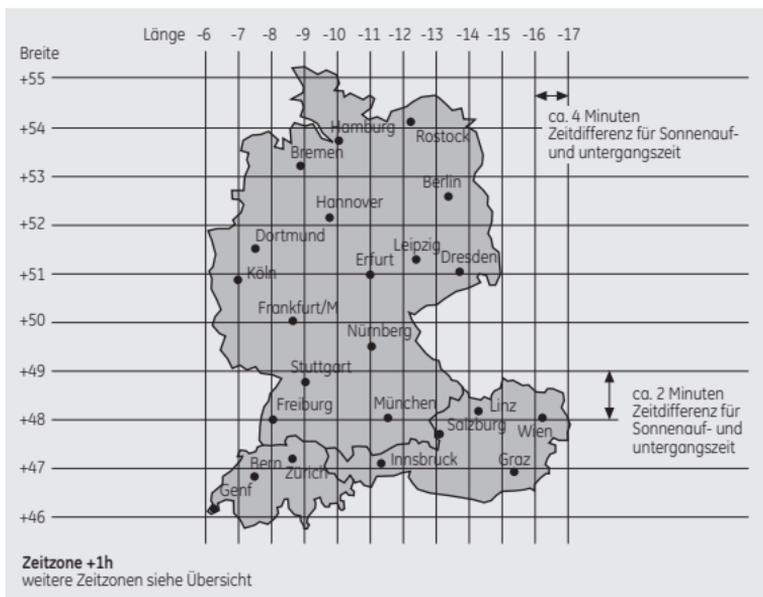 Länge -6 -7 -8 -9 -10 -11 -12 -13 -14 -15 -16 -17
Breite
+55
ca. 4 Minuten
Zeitdifferenz für Sonnenauf-
und untergangszeit
+54
Hamburg
Rostock
Bremen
+53
Berlin
Hannover
+52
Dortmund
Leipzig
Erfurt
Dresden
+51
Köln
Frankfurt/M
+50
Nürnberg
+49
Stuttgart
ca. 2 Minuten
Zeitdifferenz für
Sonnenauf- und
untergangszeit
Freiburg
München
Linz
+48
Salzburg
Wien
+47
Bern
Zürich
Innsbruck
Graz
Genf
+46
Zeitzone +1h
weitere Zeitzonen siehe Übersicht